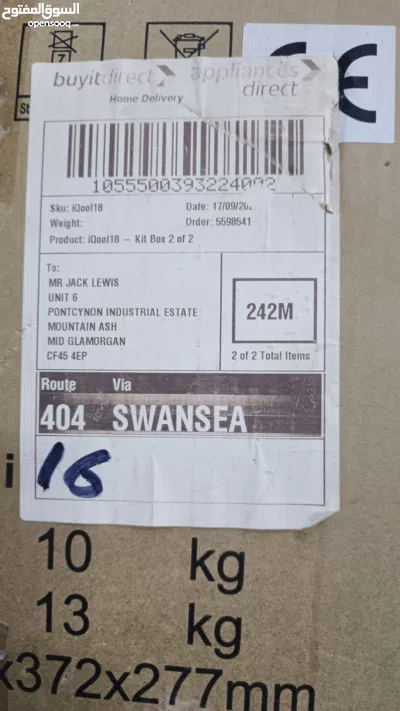 السوق المفتوح
buyitdirect appliances direct
Home Delivery
10555003932240
Sku: iQool18
Date: 17/09/20
Weight:
Order: 5598541
Product: iQool18 – Kit Box 2 of 2
To:
MR JACK LEWIS
UNIT 6
PONTCYNON INDUSTRIAL ESTATE
MOUNTAIN ASH
MID GLAMORGAN
CF45 4EP
242M
2 of 2 Total Items
Route Via
404 SWANSEA
16
10 kg
13 kg
x372x277mm
CE